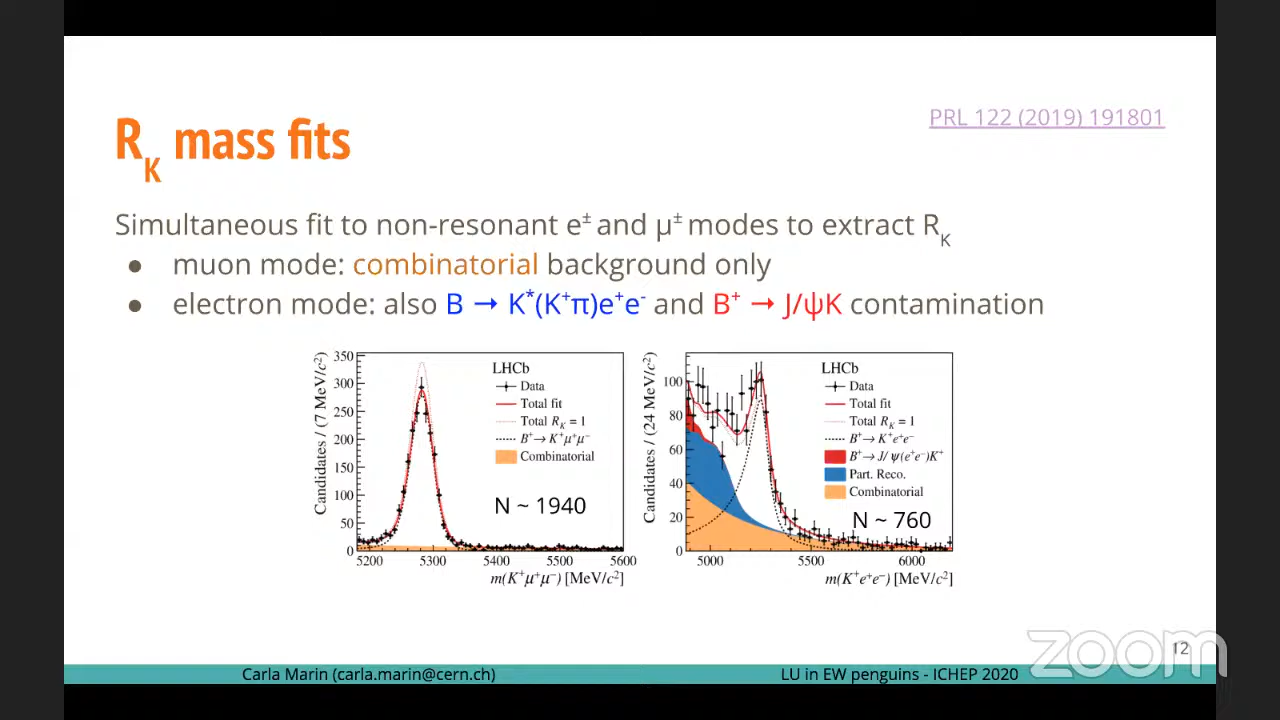 PRL 122 (2019) 191801
R_K mass fits
Simultaneous fit to non-resonant e± and μ± modes to extract R_K
● muon mode: combinatorial background only
● electron mode: also B → K*(K⁺π)e⁺e⁻ and B⁺ → J/ψK contamination
Candidates / (7 MeV/c²)
350
300
250
200
150
100
50
0
5200 5300 5400 5500 5600
m(K⁺μ⁺μ⁻) [MeV/c²]
LHCb
Data
Total fit
Total R_K = 1
B⁺→ K⁺μ⁺μ⁻
Combinatorial
N ~ 1940
Candidates / (24 MeV/c²)
100
80
60
40
20
0
5000 5500 6000
m(K⁺e⁺e⁻) [MeV/c²]
LHCb
Data
Total fit
Total R_K = 1
B⁺→ K⁺e⁺e⁻
B⁺→ J/ψ(e⁺e⁻)K⁺
Part. Reco.
Combinatorial
N ~ 760
12
zoom
Carla Marin (carla.marin@cern.ch)
LU in EW penguins - ICHEP 2020